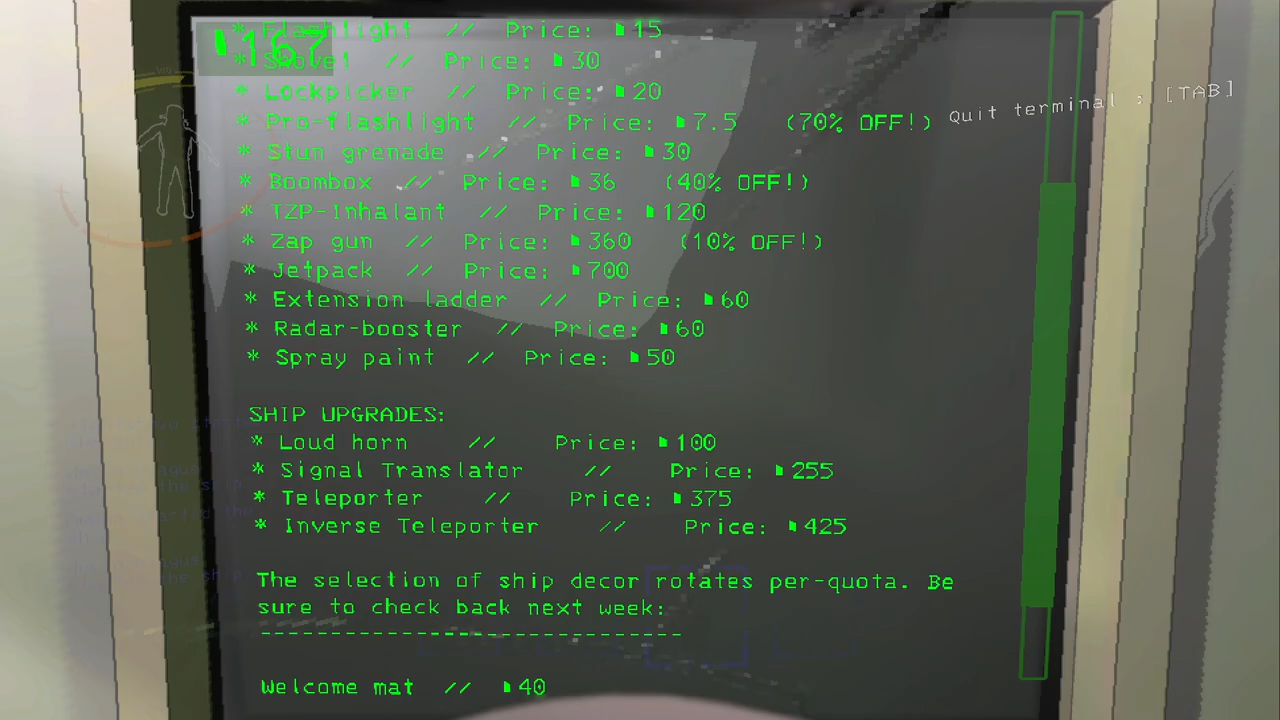 * Flashlight // Price: ▮15
▮167
* Shovel // Price: ▮30
* Lockpicker // Price: ▮20
* Pro-flashlight // Price: ▮7.5 (70% OFF!)
Quit terminal : [TAB]
* Stun grenade // Price: ▮30
* Boombox // Price: ▮36 (40% OFF!)
* TZP-Inhalant // Price: ▮120
* Zap gun // Price: ▮360 (10% OFF!)
* Jetpack // Price: ▮700
* Extension ladder // Price: ▮60
* Radar-booster // Price: ▮60
* Spray paint // Price: ▮50
SHIP UPGRADES:
* Loud horn // Price: ▮100
* Signal Translator // Price: ▮255
* Teleporter // Price: ▮375
* Inverse Teleporter // Price: ▮425
The selection of ship decor rotates per-quota. Be
sure to check back next week:
------------------------------
Welcome mat // ▮40